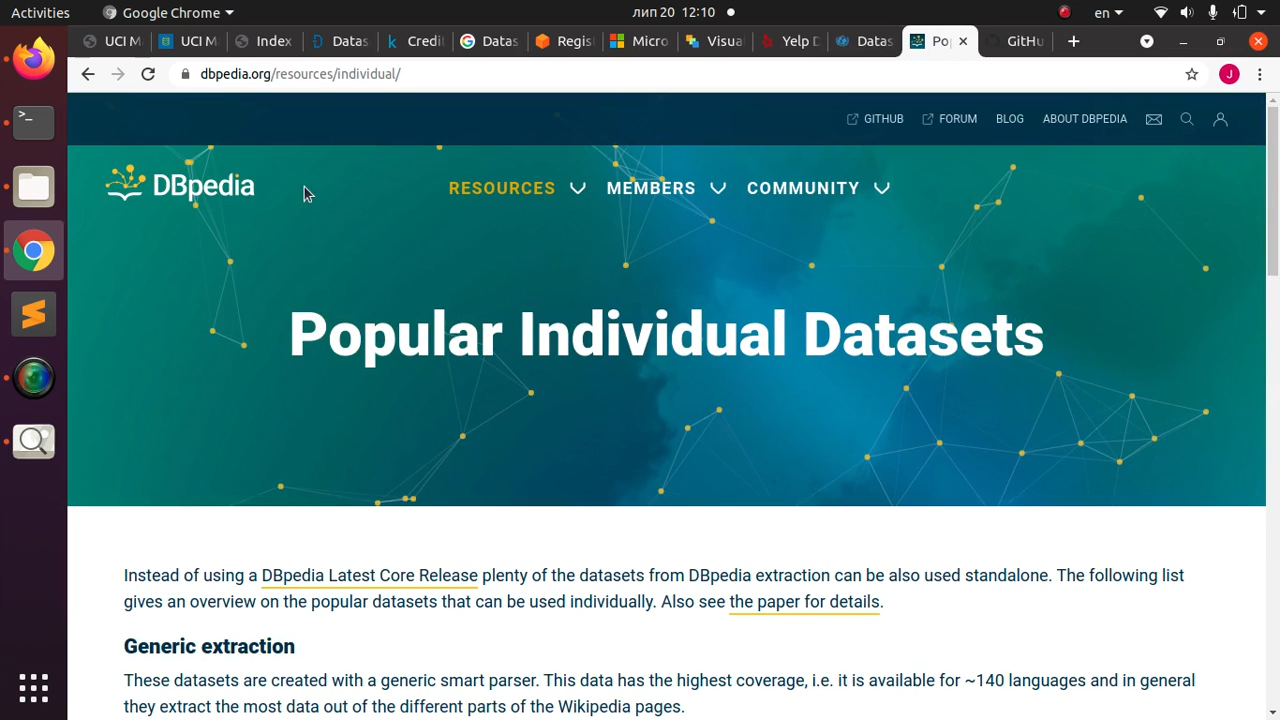 Activities Google Chrome лип 20 12:10 en
UCI M UCI M Index Datas Credi Datas Regis Micro Visua Yelp D Datas Po GitHu
dbpedia.org/resources/individual/ J
GITHUB FORUM BLOG ABOUT DBPEDIA
DBpedia RESOURCES MEMBERS COMMUNITY
Popular Individual Datasets
Instead of using a DBpedia Latest Core Release plenty of the datasets from DBpedia extraction can be also used standalone. The following list
gives an overview on the popular datasets that can be used individually. Also see the paper for details.
Generic extraction
These datasets are created with a generic smart parser. This data has the highest coverage, i.e. it is available for ~140 languages and in general
they extract the most data out of the different parts of the Wikipedia pages.